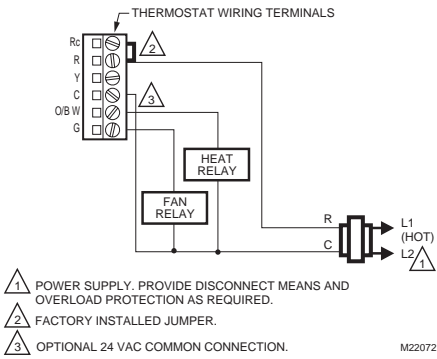 THERMOSTAT WIRING TERMINALS
Rc
2
R
Y
C
3
O/B W
G
HEAT
RELAY
FAN
RELAY
R
L1
(HOT)
C
L2
1
1 POWER SUPPLY. PROVIDE DISCONNECT MEANS AND
OVERLOAD PROTECTION AS REQUIRED.
2 FACTORY INSTALLED JUMPER.
3 OPTIONAL 24 VAC COMMON CONNECTION.
M22072